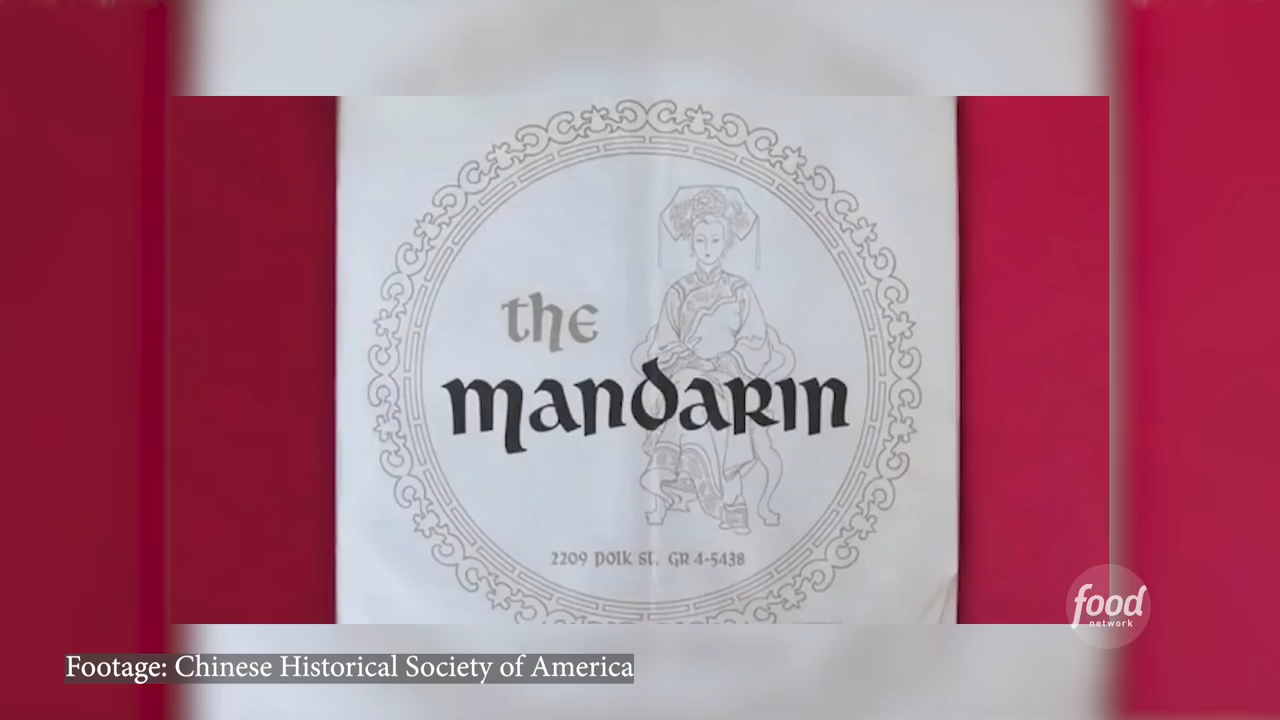 the
mandarin
2209 polk st. GR 4-5438
food
network
Footage: Chinese Historical Society of America